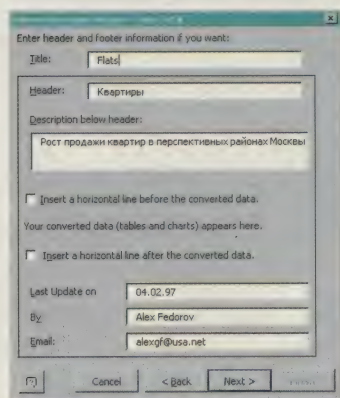 Enter header and footer information if you want:
Title: Flats
Header: Квартиры
Description below header:
Рост продажи квартир в перспективных районах Москвы
Insert a horizontal line before the converted data.
Your converted data (tables and charts) appears here.
Insert a horizontal line after the converted data.
Last Update on 04.02.97
By Alex Fedorov
Email: alexgf@usa.net
Cancel < Back Next >